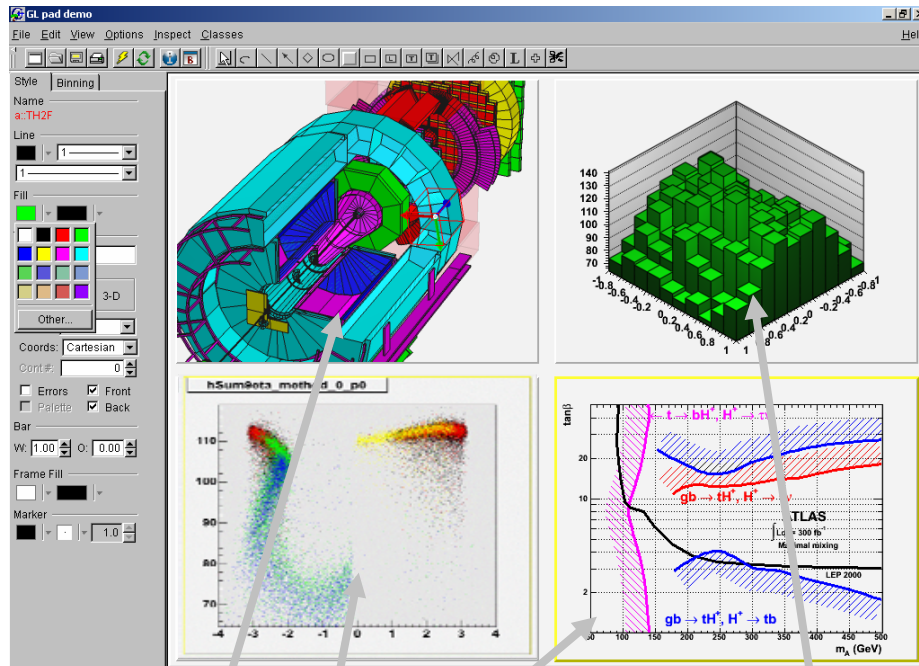 GL pad demo
File Edit View Options Inspect Classes
Style Binning
Name
a::TH2F
Line
1
1
Fill
3-D
Other...
Coords: Cartesian
Cont #: 0
Errors Front
Palette Back
Bar
W: 1.00 O: 0.00
Frame Fill
Marker
1.0
140
130
120
110
100
90
80
70
-1 -0.8 -0.6 -0.4 -0.2 0 0.2 0.4 0.6 0.8 1
1 0.8 0.6 0.4 0.2 0 -0.2 -0.4 -0.6 -0.8 -1
hSum9eta_method_0_p0
110
100
90
80
70
-4 -3 -2 -1 0 1 2 3 4
tanβ
10
2
t → bH⁺, H⁺ →
gb → tH⁺, H⁺ →
ATLAS
300 fb
Maximal mixing
LEP 2000
gb → tH⁺, H⁺ → tb
100 150 200 250 300 350 400 450 500
m_A (GeV)